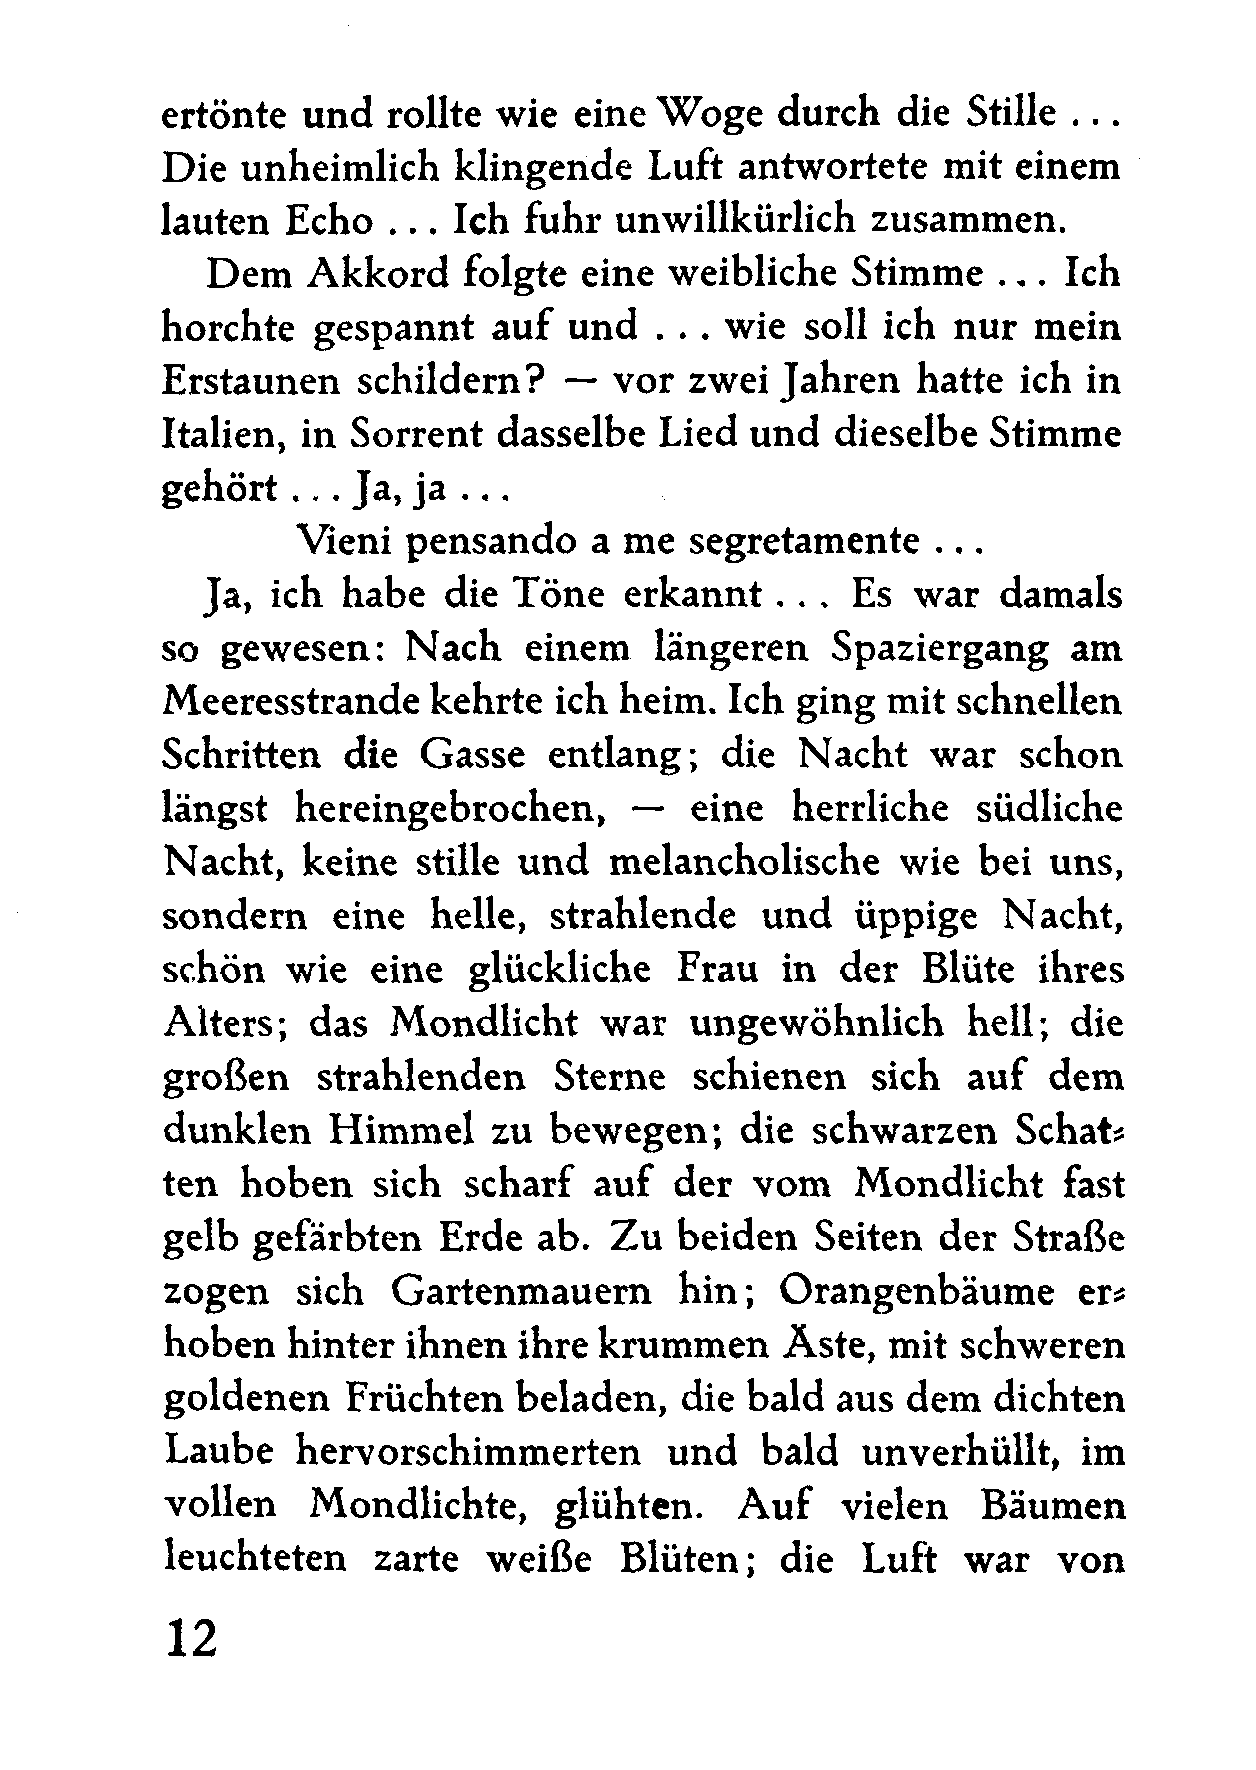 ertönte und rollte wie eine Woge durch die Stille ...
Die unheimlich klingende Luft antwortete mit einem
lauten Echo ... Ich fuhr unwillkürlich zusammen.
Dem Akkord folgte eine weibliche Stimme ... Ich
horchte gespannt auf und ... wie soll ich nur mein
Erstaunen schildern? — vor zwei Jahren hatte ich in
Italien, in Sorrent dasselbe Lied und dieselbe Stimme
gehört ... Ja, ja ...
Vieni pensando a me segretamente ...
Ja, ich habe die Töne erkannt ... Es war damals
so gewesen: Nach einem längeren Spaziergang am
Meeresstrande kehrte ich heim. Ich ging mit schnellen
Schritten die Gasse entlang; die Nacht war schon
längst hereingebrochen, — eine herrliche südliche
Nacht, keine stille und melancholische wie bei uns,
sondern eine helle, strahlende und üppige Nacht,
schön wie eine glückliche Frau in der Blüte ihres
Alters; das Mondlicht war ungewöhnlich hell; die
großen strahlenden Sterne schienen sich auf dem
dunklen Himmel zu bewegen; die schwarzen Schat⸗
ten hoben sich scharf auf der vom Mondlicht fast
gelb gefärbten Erde ab. Zu beiden Seiten der Straße
zogen sich Gartenmauern hin; Orangenbäume er⸗
hoben hinter ihnen ihre krummen Äste, mit schweren
goldenen Früchten beladen, die bald aus dem dichten
Laube hervorschimmerten und bald unverhüllt, im
vollen Mondlichte, glühten. Auf vielen Bäumen
leuchteten zarte weiße Blüten; die Luft war von
12